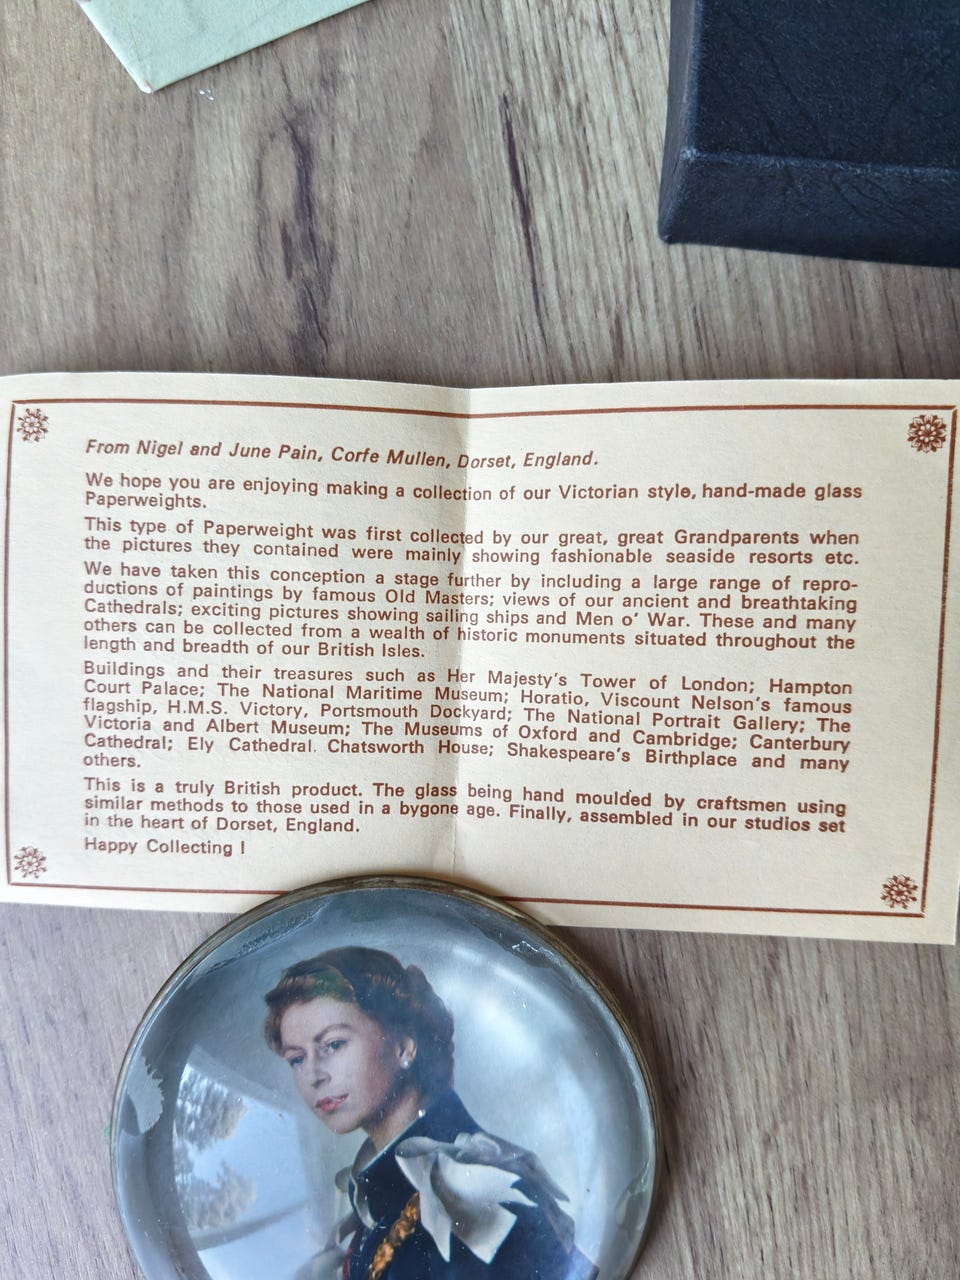 From Nigel and June Pain, Corfe Mullen, Dorset, England.
We hope you are enjoying making a collection of our Victorian style, hand-made glass
Paperweights.
This type of Paperweight was first collected by our great, great Grandparents when
the pictures they contained were mainly showing fashionable seaside resorts etc.
We have taken this conception a stage further by including a large range of repro-
ductions of paintings by famous Old Masters; views of our ancient and breathtaking
Cathedrals; exciting pictures showing sailing ships and Men o' War. These and many
others can be collected from a wealth of historic monuments situated throughout the
length and breadth of our British Isles.
Buildings and their treasures such as Her Majesty's Tower of London; Hampton
Court Palace; The National Maritime Museum; Horatio, Viscount Nelson's famous
flagship, H.M.S. Victory, Portsmouth Dockyard; The National Portrait Gallery; The
Victoria and Albert Museum; The Museums of Oxford and Cambridge; Canterbury
Cathedral; Ely Cathedral. Chatsworth House; Shakespeare's Birthplace and many
others.
This is a truly British product. The glass being hand moulded by craftsmen using
similar methods to those used in a bygone age. Finally, assembled in our studios set
in the heart of Dorset, England.
Happy Collecting !